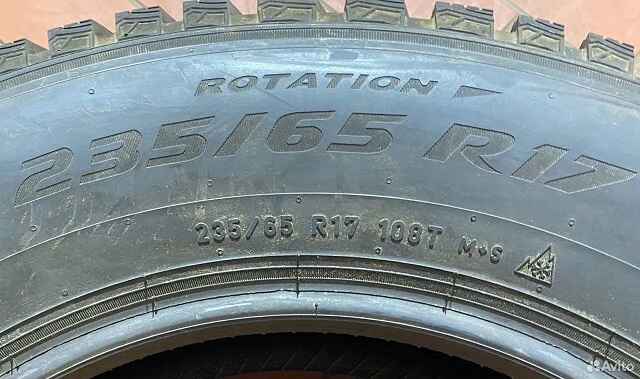 ROTATION
235/65 R17
235/65 R17 108T M+S
Avito